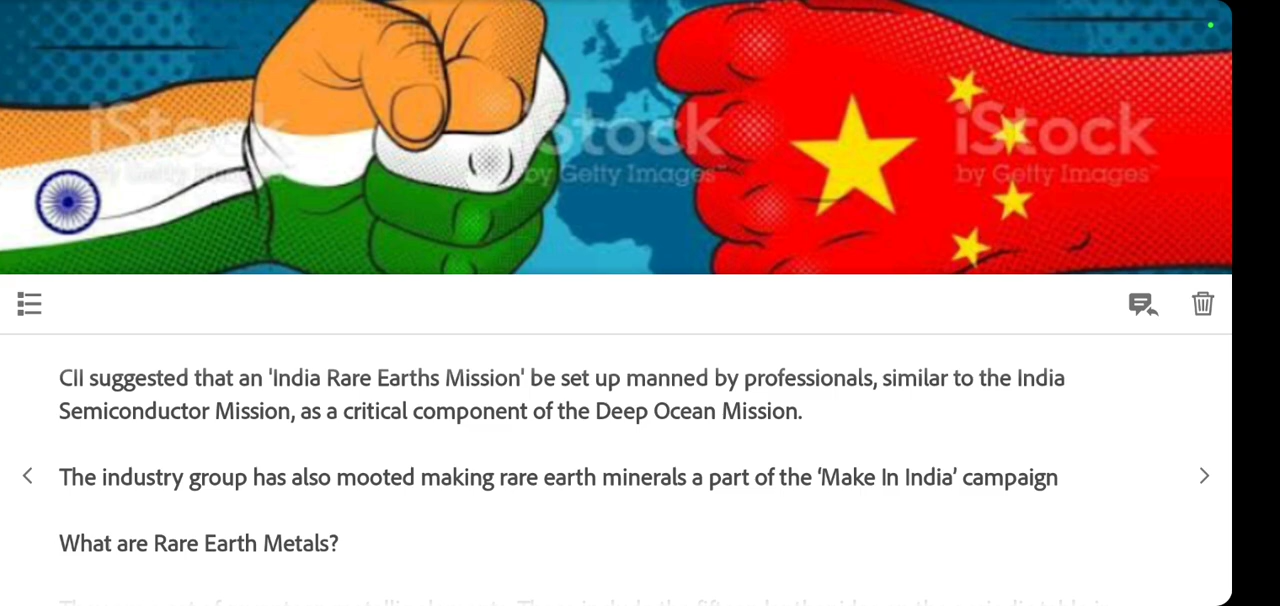 iStock
by Getty Images
iStock
by Getty Images
iStock
by Getty Images
CII suggested that an 'India Rare Earths Mission' be set up manned by professionals, similar to the India
Semiconductor Mission, as a critical component of the Deep Ocean Mission.
The industry group has also mooted making rare earth minerals a part of the ‘Make In India’ campaign
What are Rare Earth Metals?